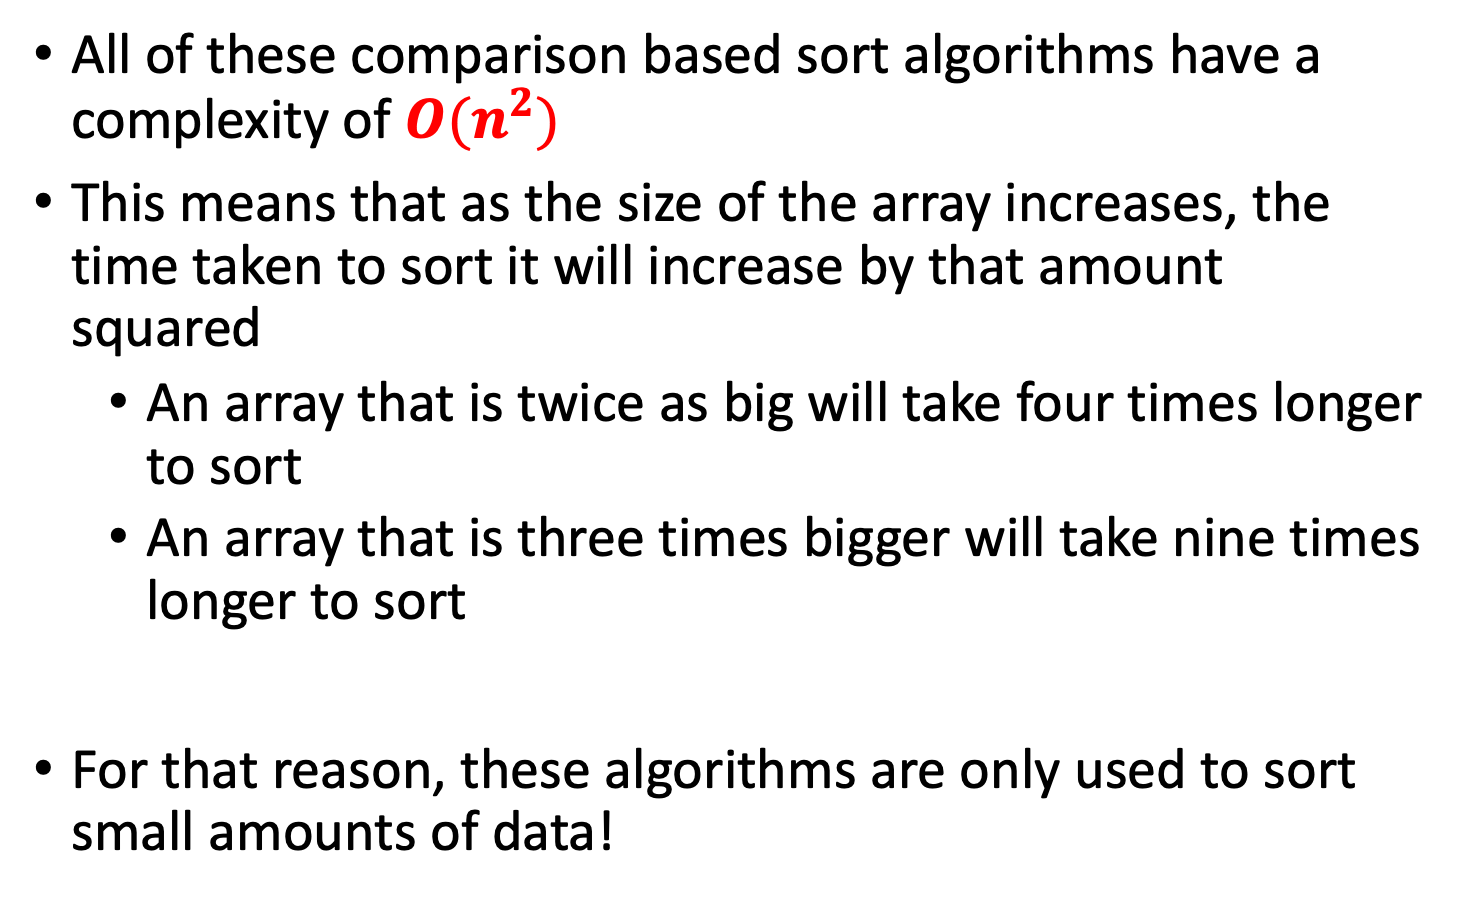 • All of these comparison based sort algorithms have a
complexity of O(n²)
• This means that as the size of the array increases, the
time taken to sort it will increase by that amount
squared
• An array that is twice as big will take four times longer
to sort
• An array that is three times bigger will take nine times
longer to sort
• For that reason, these algorithms are only used to sort
small amounts of data!